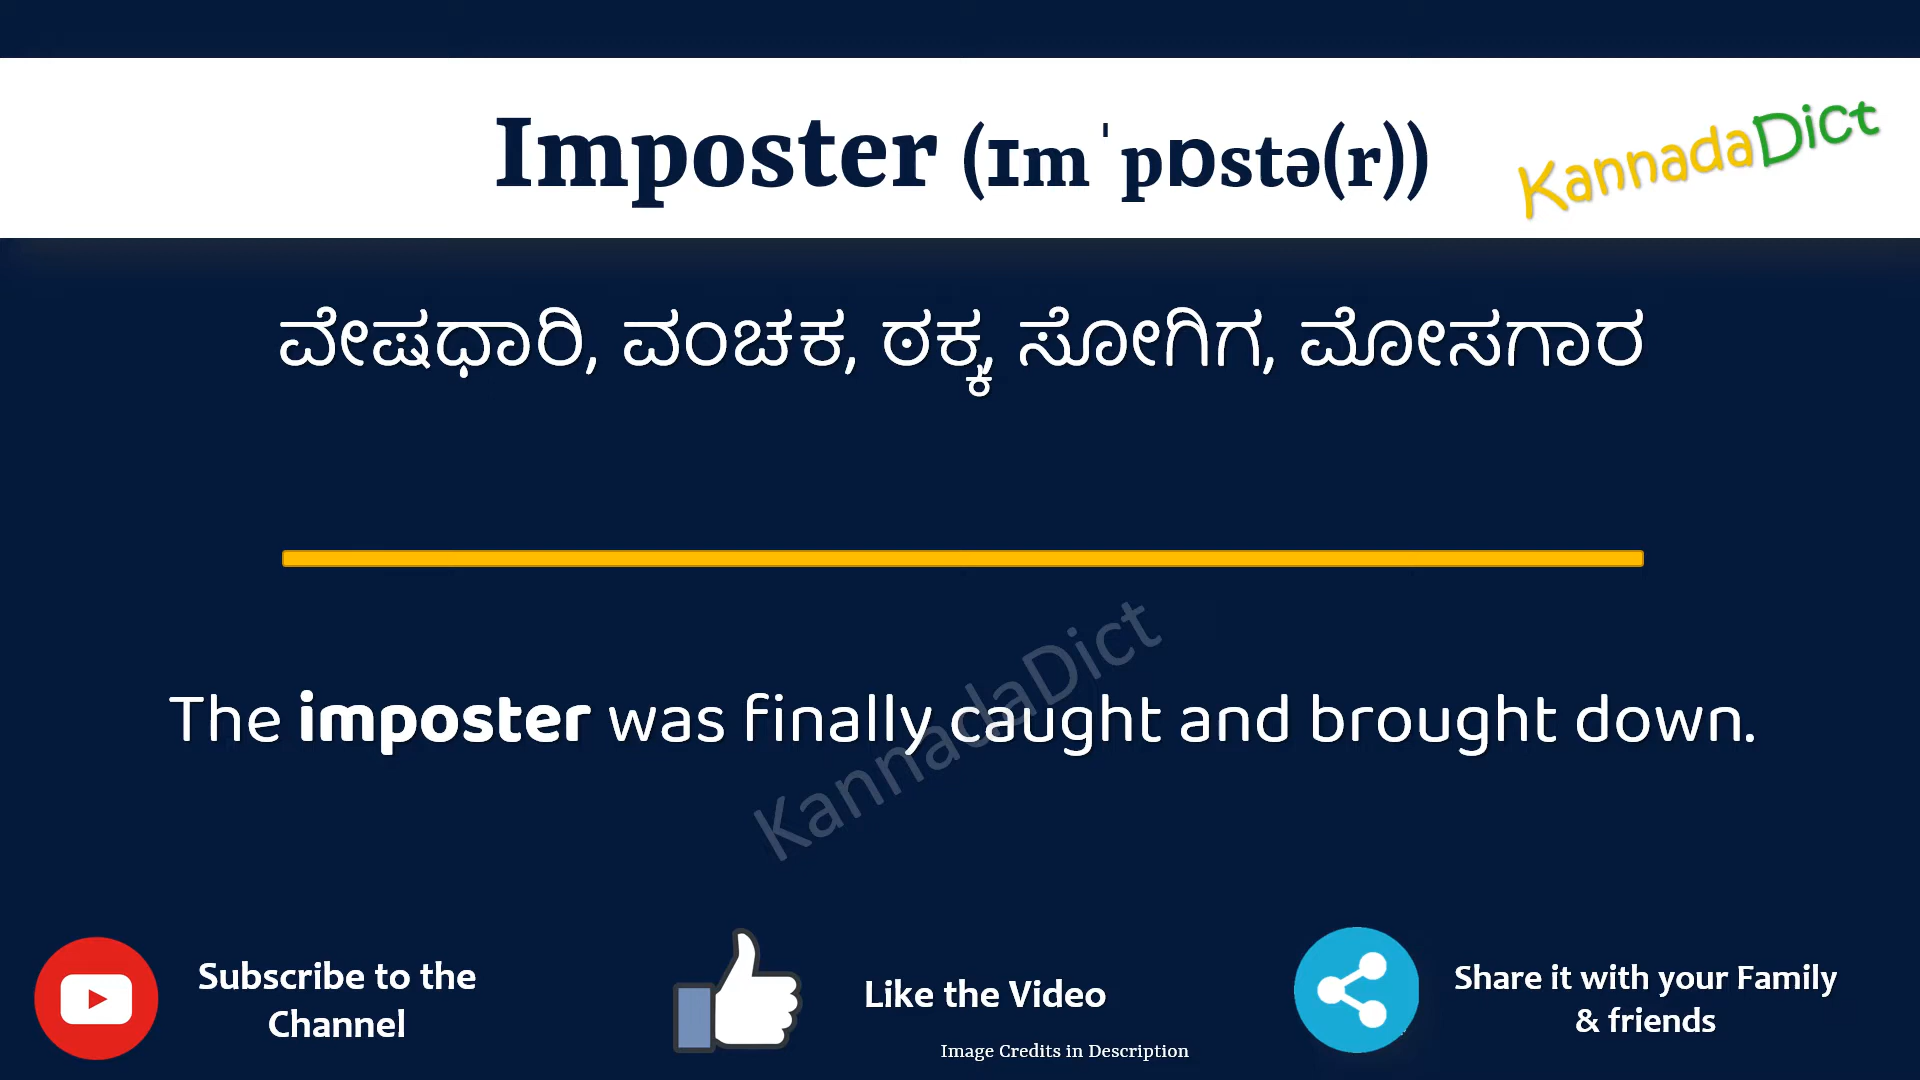 Imposter (ɪmˈpɒstə(r))
KannadaDict
ವೇಷಧಾರಿ, ವಂಚಕ, ಠಕ್ಕ, ಸೋಗಿಗ, ಮೋಸಗಾರ
The imposter was finally caught and brought down.
KannadaDict
Subscribe to the
Channel
Like the Video
Share it with your Family
& friends
Image Credits in Description